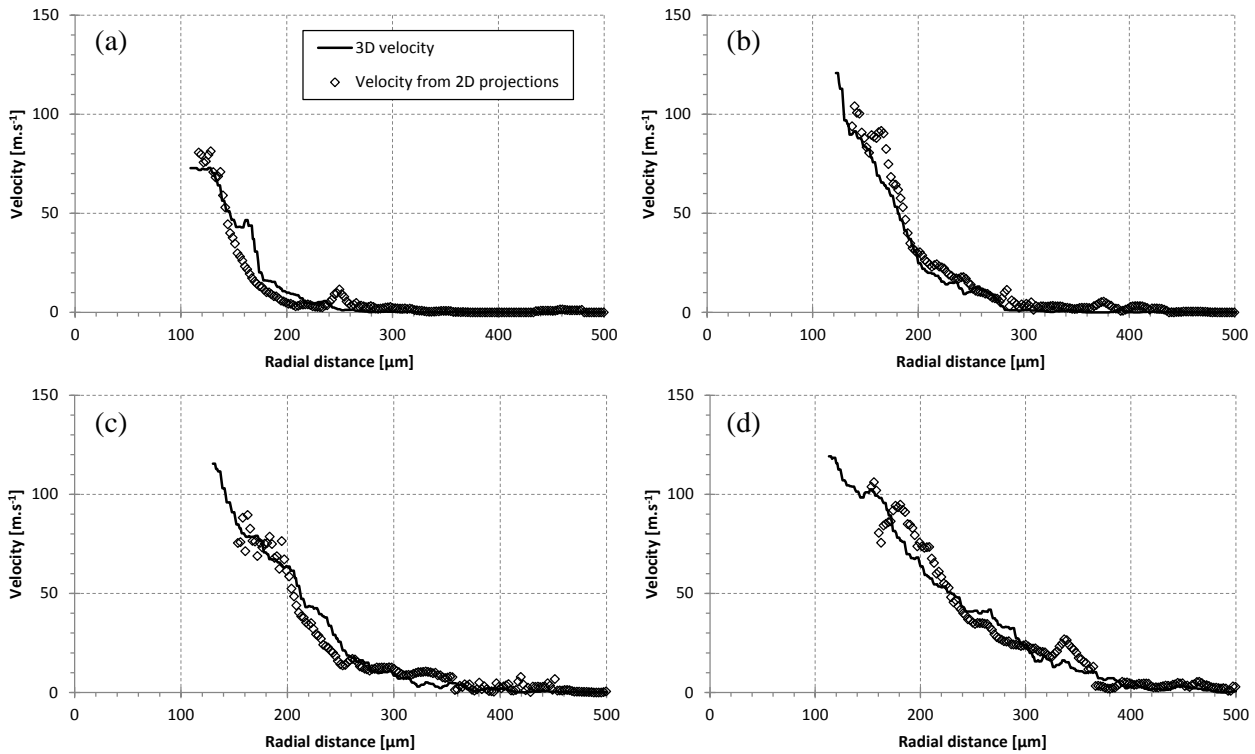 150
(a)
3D velocity
Velocity from 2D projections
100
Velocity [m.s⁻¹]
50
0
0 100 200 300 400 500
Radial distance [µm]
150
(b)
100
Velocity [m.s⁻¹]
50
0
0 100 200 300 400 500
Radial distance [µm]
150
(c)
100
Velocity [m.s⁻¹]
50
0
0 100 200 300 400 500
Radial distance [µm]
150
(d)
100
Velocity [m.s⁻¹]
50
0
0 100 200 300 400 500
Radial distance [µm]